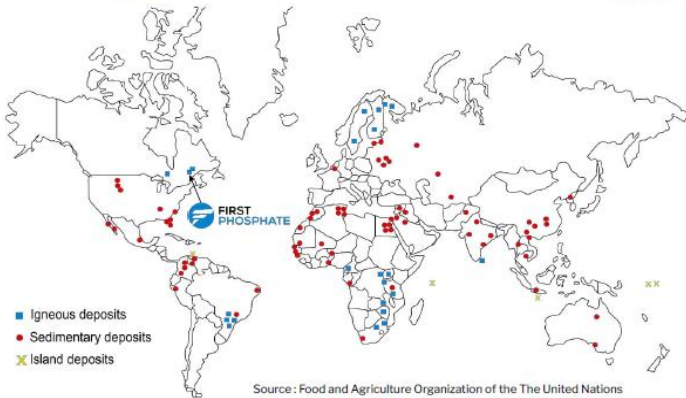 FIRST
PHOSPHATE
Igneous deposits
Sedimentary deposits
Island deposits
Source : Food and Agriculture Organization of the The United Nations